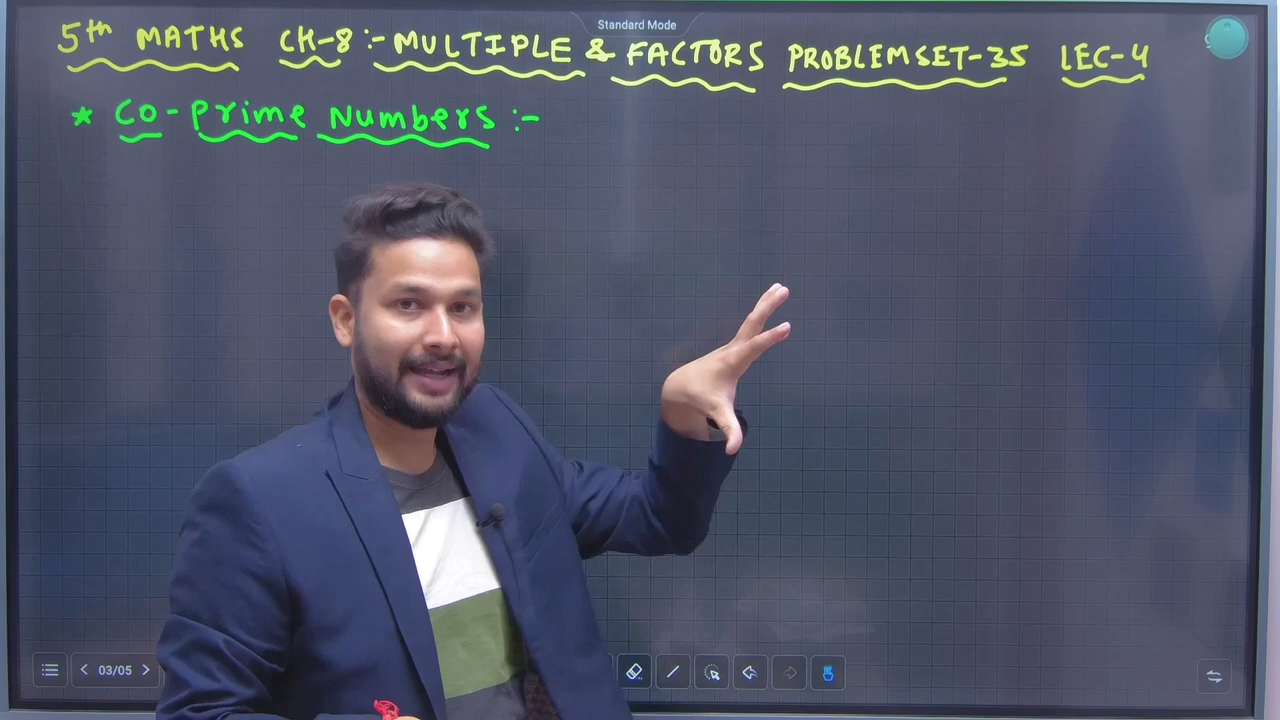 Standard Mode
5th MATHS CH-8:- MULTIPLE & FACTORS PROBLEMSET-35 LEC-4
* Co-Prime Numbers :-
03/05